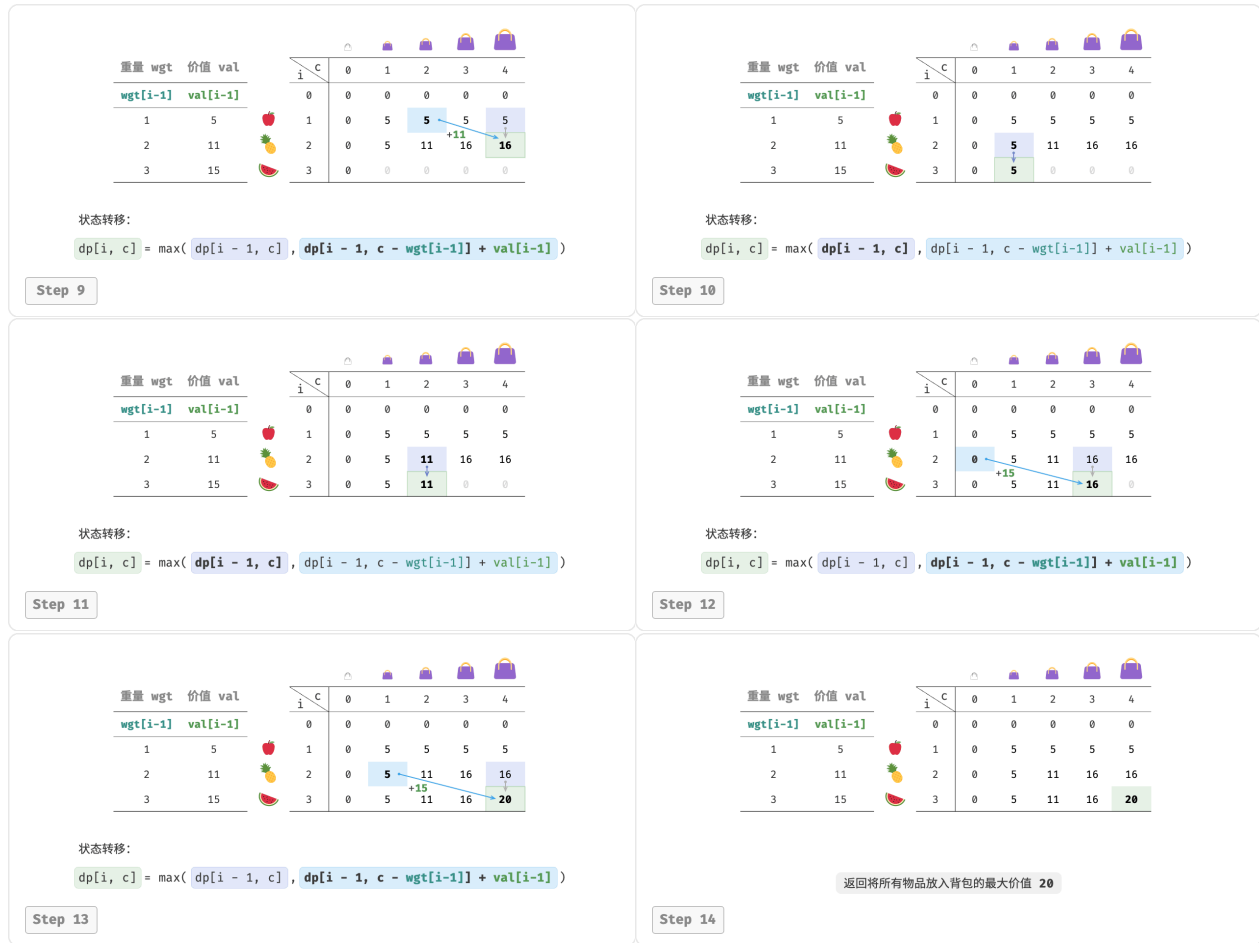 重量 wgt 价值 val i c 0 1 2 3 4
wgt[i-1] val[i-1] 0 0 0 0 0 0
1 5 1 0 5 5 5 5
+11
2 11 2 0 5 11 16 16
3 15 3 0 0 0 0 0
状态转移:
dp[i, c] = max( dp[i - 1, c] , dp[i - 1, c - wgt[i-1]] + val[i-1] )
Step 9
重量 wgt 价值 val i c 0 1 2 3 4
wgt[i-1] val[i-1] 0 0 0 0 0 0
1 5 1 0 5 5 5 5
2 11 2 0 5 11 16 16
3 15 3 0 5 0 0 0
状态转移:
dp[i, c] = max( dp[i - 1, c] , dp[i - 1, c - wgt[i-1]] + val[i-1] )
Step 10
重量 wgt 价值 val i c 0 1 2 3 4
wgt[i-1] val[i-1] 0 0 0 0 0 0
1 5 1 0 5 5 5 5
2 11 2 0 5 11 16 16
3 15 3 0 5 11 0 0
状态转移:
dp[i, c] = max( dp[i - 1, c] , dp[i - 1, c - wgt[i-1]] + val[i-1] )
Step 11
重量 wgt 价值 val i c 0 1 2 3 4
wgt[i-1] val[i-1] 0 0 0 0 0 0
1 5 1 0 5 5 5 5
2 11 2 0 5 11 16 16
+15
3 15 3 0 5 11 16 0
状态转移:
dp[i, c] = max( dp[i - 1, c] , dp[i - 1, c - wgt[i-1]] + val[i-1] )
Step 12
重量 wgt 价值 val i c 0 1 2 3 4
wgt[i-1] val[i-1] 0 0 0 0 0 0
1 5 1 0 5 5 5 5
2 11 2 0 5 11 16 16
+15
3 15 3 0 5 11 16 20
状态转移:
dp[i, c] = max( dp[i - 1, c] , dp[i - 1, c - wgt[i-1]] + val[i-1] )
Step 13
重量 wgt 价值 val i c 0 1 2 3 4
wgt[i-1] val[i-1] 0 0 0 0 0 0
1 5 1 0 5 5 5 5
2 11 2 0 5 11 16 16
3 15 3 0 5 11 16 20
返回将所有物品放入背包的最大价值 20
Step 14